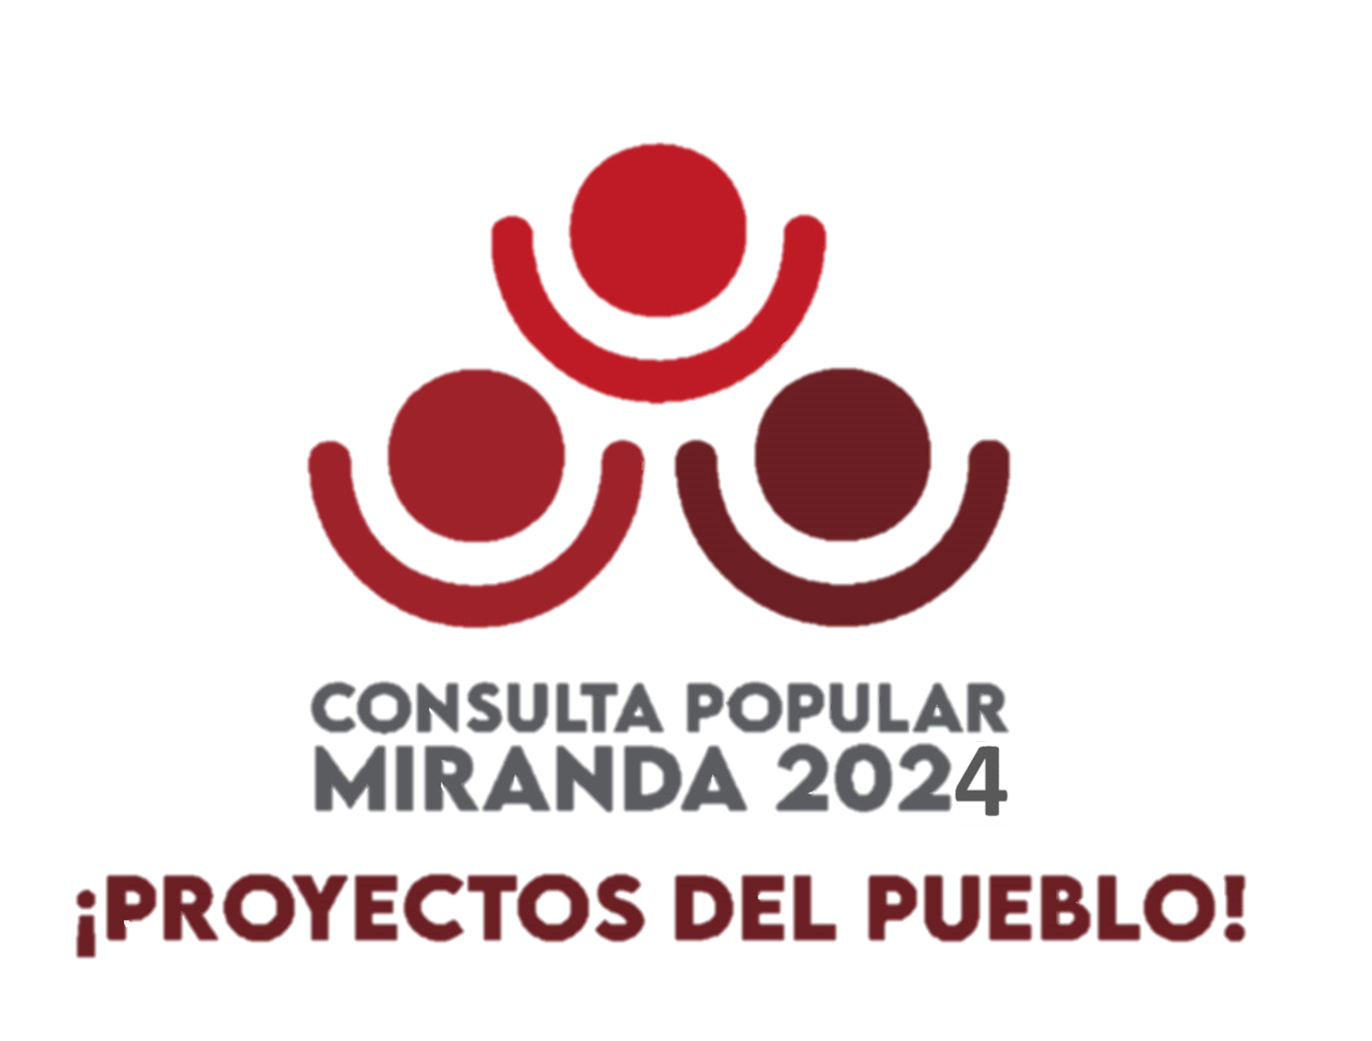 CONSULTA POPULAR
MIRANDA 2024
¡PROYECTOS DEL PUEBLO!